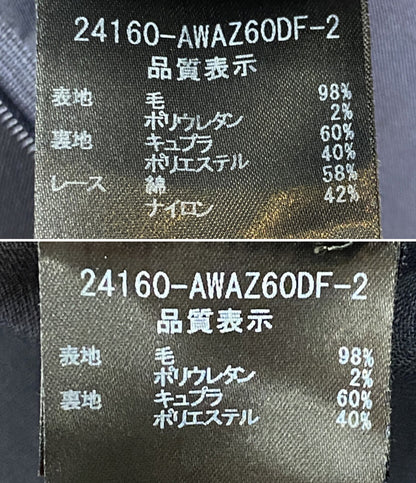 24160-AWAZ60DF-2
品質表示
表地 毛 98%
ポリウレタン 2%
裏地 キュプラ 60%
ポリエステル 40%
レース 綿 58%
ナイロン 42%
24160-AWAZ60DF-2
品質表示
表地 毛 98%
ポリウレタン 2%
裏地 キュプラ 60%
ポリエステル 40%